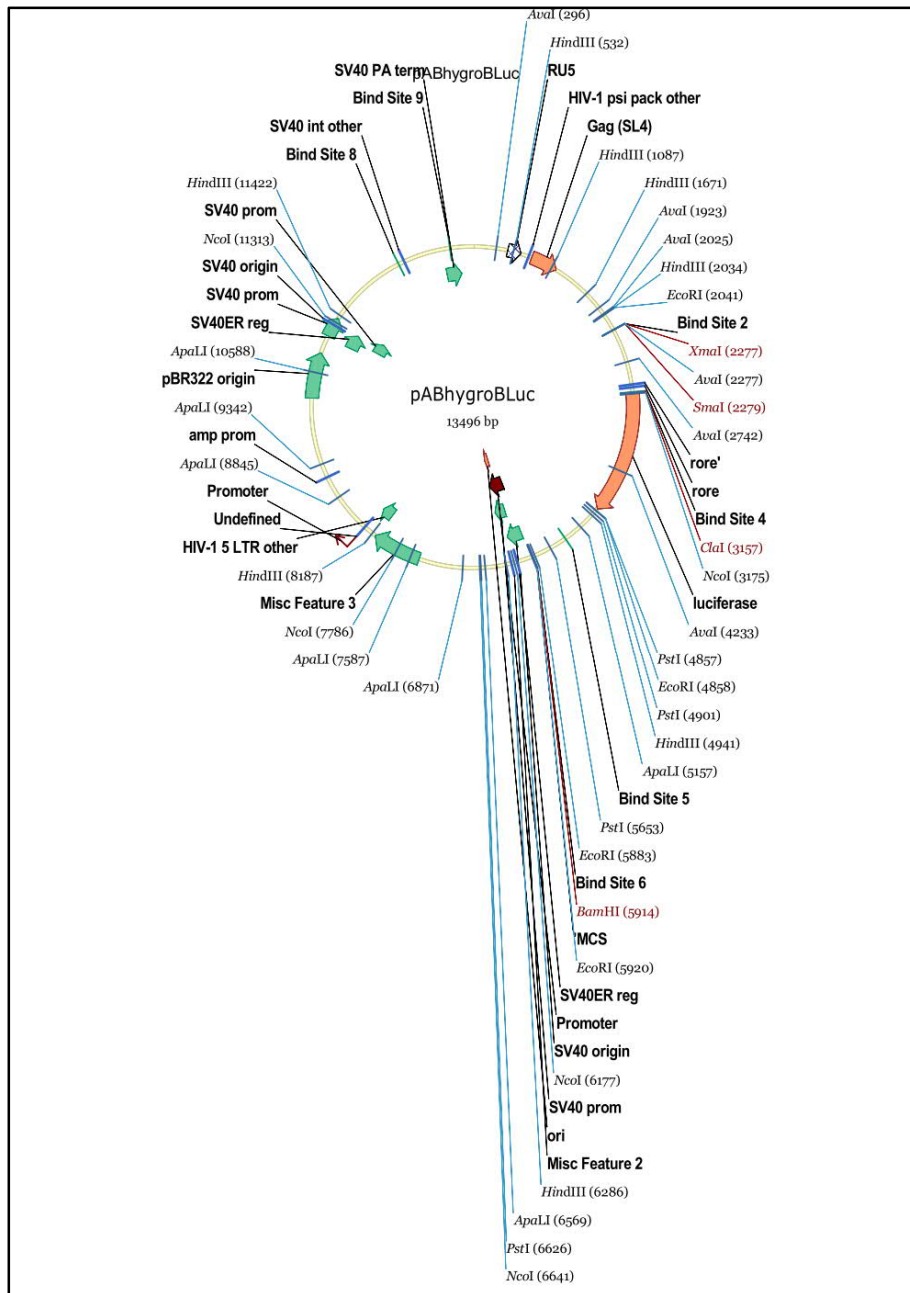 AvaI (296)
HindIII (532)
SV40 PA term
pABhygroBLuc
RU5
Bind Site 9
HIV-1 psi pack other
SV40 int other
Gag (SL4)
Bind Site 8
HindIII (1087)
HindIII (11422)
HindIII (1671)
SV40 prom
AvaI (1923)
NcoI (11313)
AvaI (2025)
SV40 origin
HindIII (2034)
SV40 prom
EcoRI (2041)
SV40ER reg
Bind Site 2
ApaLI (10588)
XmaI (2277)
pBR322 origin
AvaI (2277)
pABhygroBLuc
13496 bp
ApaLI (9342)
SmaI (2279)
amp prom
AvaI (2742)
ApaLI (8845)
rore'
Promoter
rore
Undefined
Bind Site 4
HIV-1 5 LTR other
ClaI (3157)
HindIII (8187)
NcoI (3175)
Misc Feature 3
luciferase
NcoI (7786)
AvaI (4233)
ApaLI (7587)
PstI (4857)
ApaLI (6871)
EcoRI (4858)
PstI (4901)
HindIII (4941)
ApaLI (5157)
Bind Site 5
PstI (5653)
EcoRI (5883)
Bind Site 6
BamHI (5914)
'MCS
EcoRI (5920)
SV40ER reg
Promoter
SV40 origin
NcoI (6177)
SV40 prom
ori
Misc Feature 2
HindIII (6286)
ApaLI (6569)
PstI (6626)
NcoI (6641)